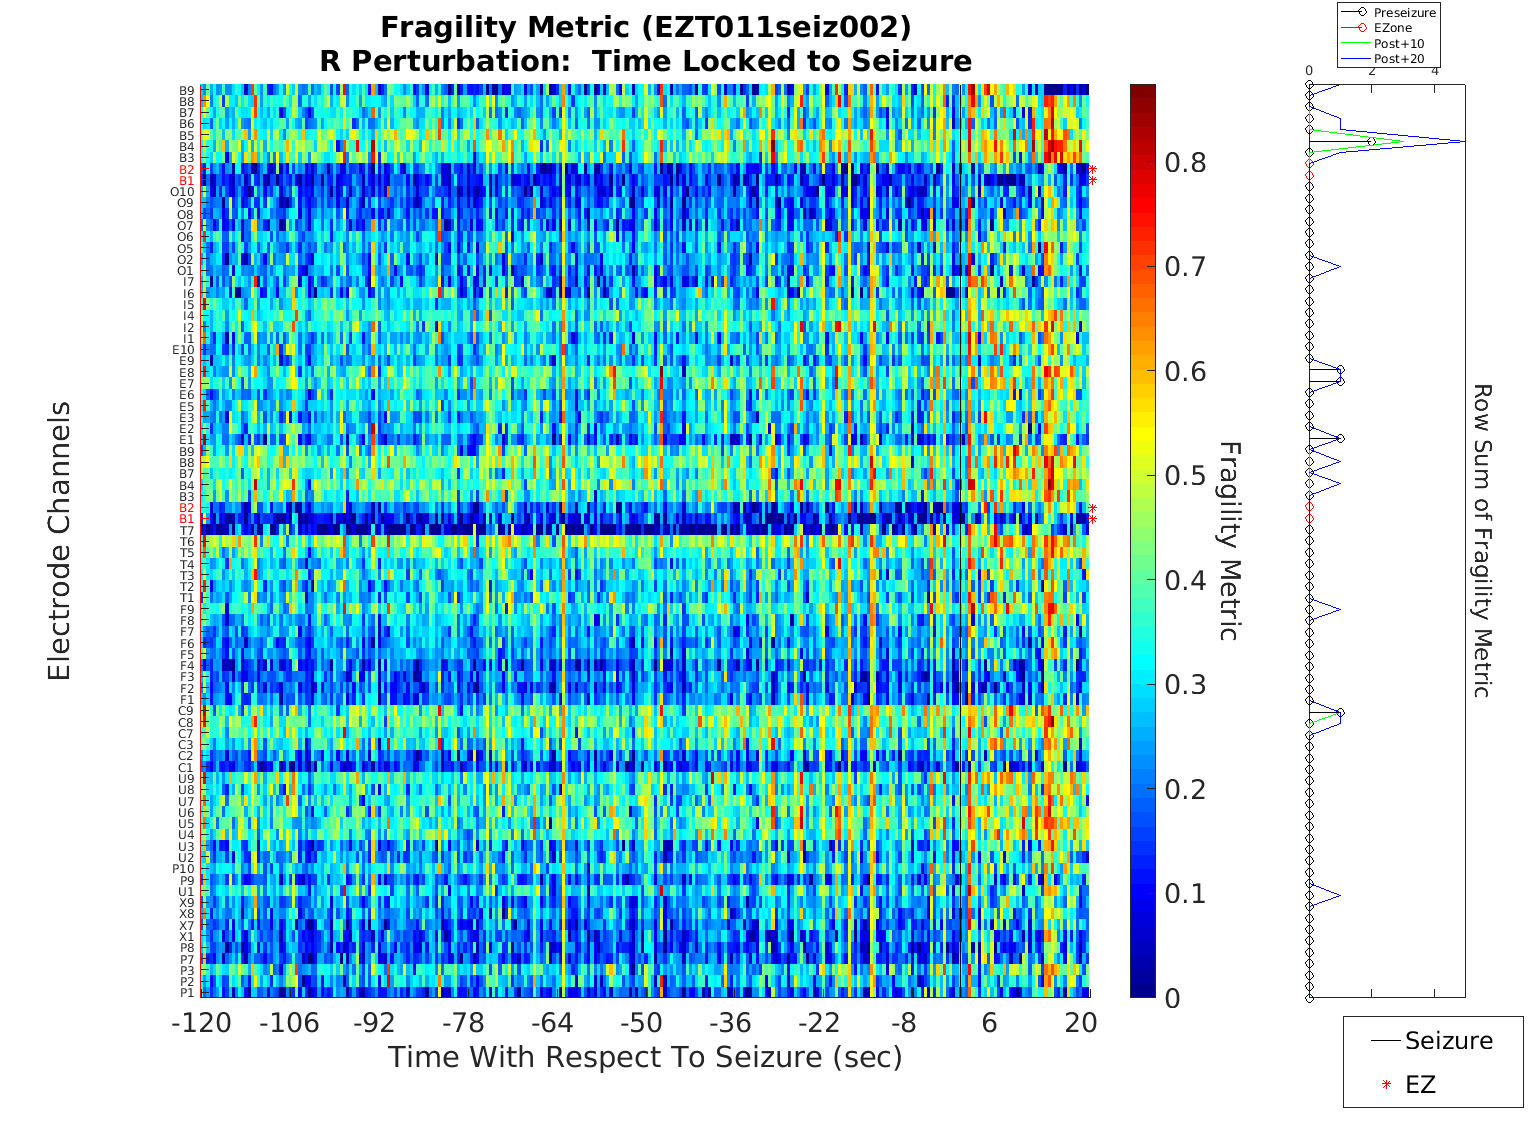 Fragility Metric (EZT011seiz002)
R Perturbation:  Time Locked to Seizure
Preseizure
EZone
Post+10
Post+20
0 2 4
B9
B8
B7
B6
B5
B4
B3
B2
B1
O10
O9
O8
O7
O6
O5
O2
O1
I7
I6
I5
I4
I2
I1
E10
E9
E8
E7
E6
E5
E3
E2
E1
B9
B8
B7
B4
B3
B2
B1
T7
T6
T5
T4
T3
T2
T1
F9
F8
F7
F6
F5
F4
F3
F2
F1
C9
C8
C7
C3
C2
C1
U9
U8
U7
U6
U5
U4
U3
U2
P10
P9
U1
X9
X8
X7
X1
P8
P7
P3
P2
P1
Electrode Channels
-120 -106 -92 -78 -64 -50 -36 -22 -8 6 20
Time With Respect To Seizure (sec)
0.8
0.7
0.6
0.5
0.4
0.3
0.2
0.1
0
Fragility Metric
Row Sum of Fragility Metric
Seizure
EZ